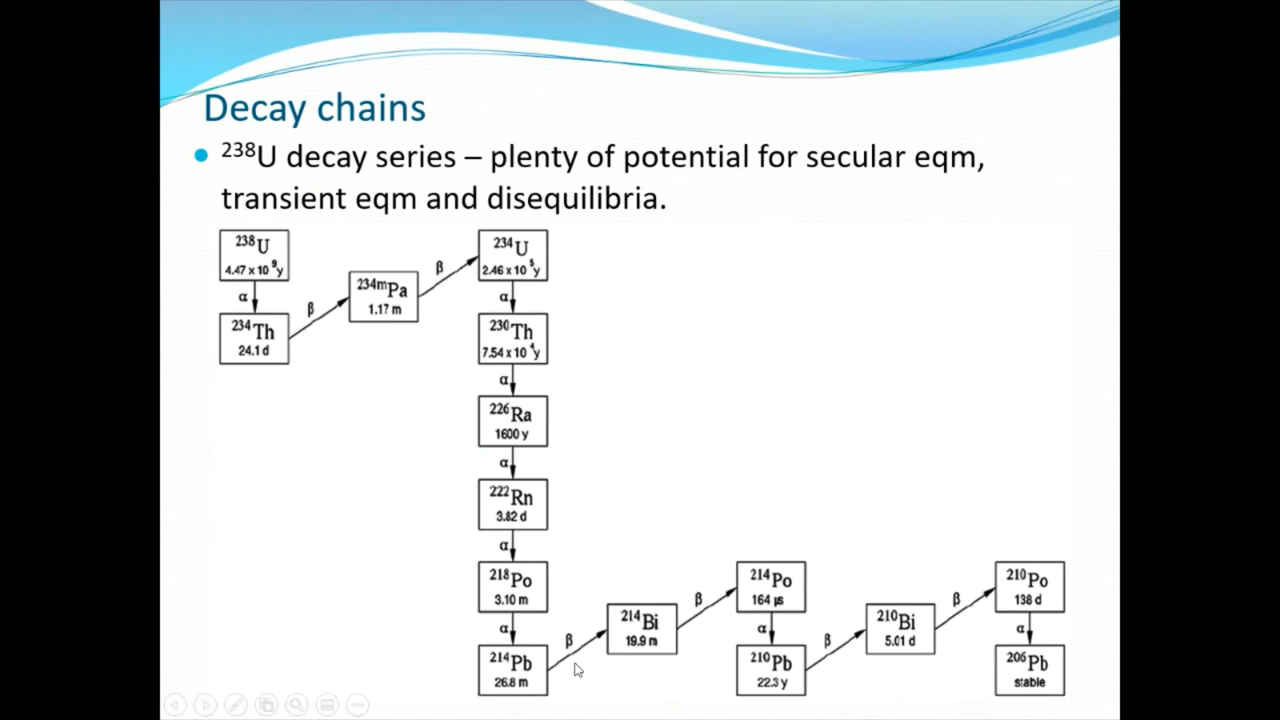 Decay chains
• ²³⁸U decay series – plenty of potential for secular eqm,
transient eqm and disequilibria.
²³⁸U
4.47 x 10⁹y
α
²³⁴Th
24.1 d
β
²³⁴ᵐPa
1.17 m
β
²³⁴U
2.46 x 10⁵y
α
²³⁰Th
7.54 x 10⁴y
α
²²⁶Ra
1600 y
α
²²²Rn
3.82 d
α
²¹⁸Po
3.10 m
α
²¹⁴Pb
26.8 m
β
²¹⁴Bi
19.9 m
β
²¹⁴Po
164 µs
α
²¹⁰Pb
22.3 y
β
²¹⁰Bi
5.01 d
β
²¹⁰Po
138 d
α
²⁰⁶Pb
stable